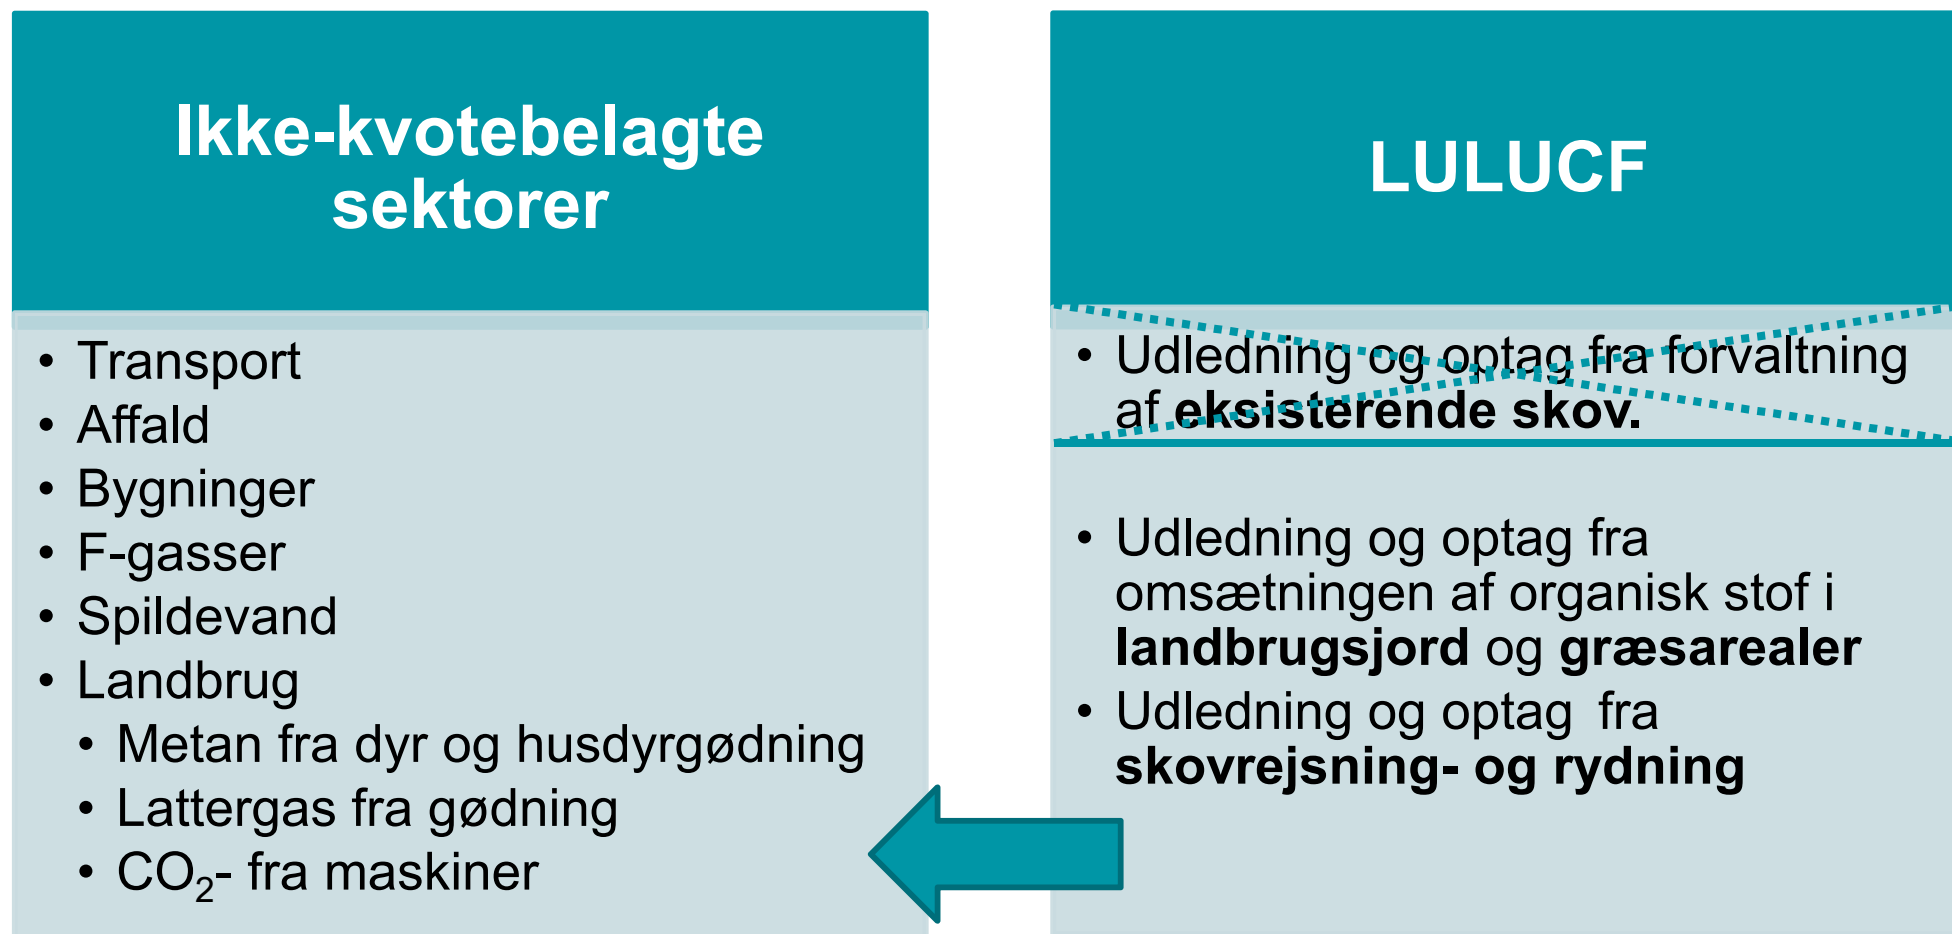 Ikke-kvotebelagte
sektorer
• Transport
• Affald
• Bygninger
• F-gasser
• Spildevand
• Landbrug
• Metan fra dyr og husdyrgødning
• Lattergas fra gødning
• CO₂- fra maskiner
LULUCF
• Udledning og optag fra forvaltning
af eksisterende skov.
• Udledning og optag fra
omsætningen af organisk stof i
landbrugsjord og græsarealer
• Udledning og optag fra
skovrejsning- og rydning